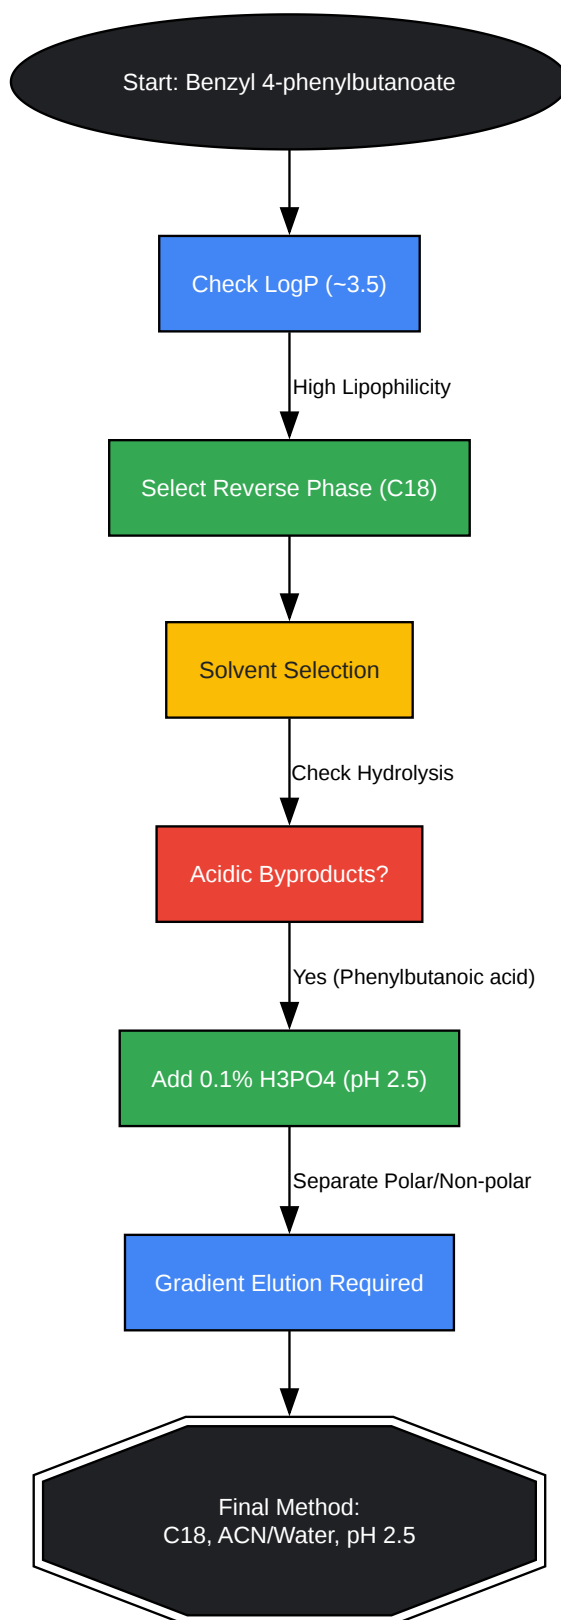 Start: Benzyl 4-phenylbutanoate
Check LogP (~3.5)
High Lipophilicity
Select Reverse Phase (C18)
Solvent Selection
Check Hydrolysis
Acidic Byproducts?
Yes (Phenylbutanoic acid)
Add 0.1% H3PO4 (pH 2.5)
Separate Polar/Non-polar
Gradient Elution Required
Final Method:
C18, ACN/Water, pH 2.5